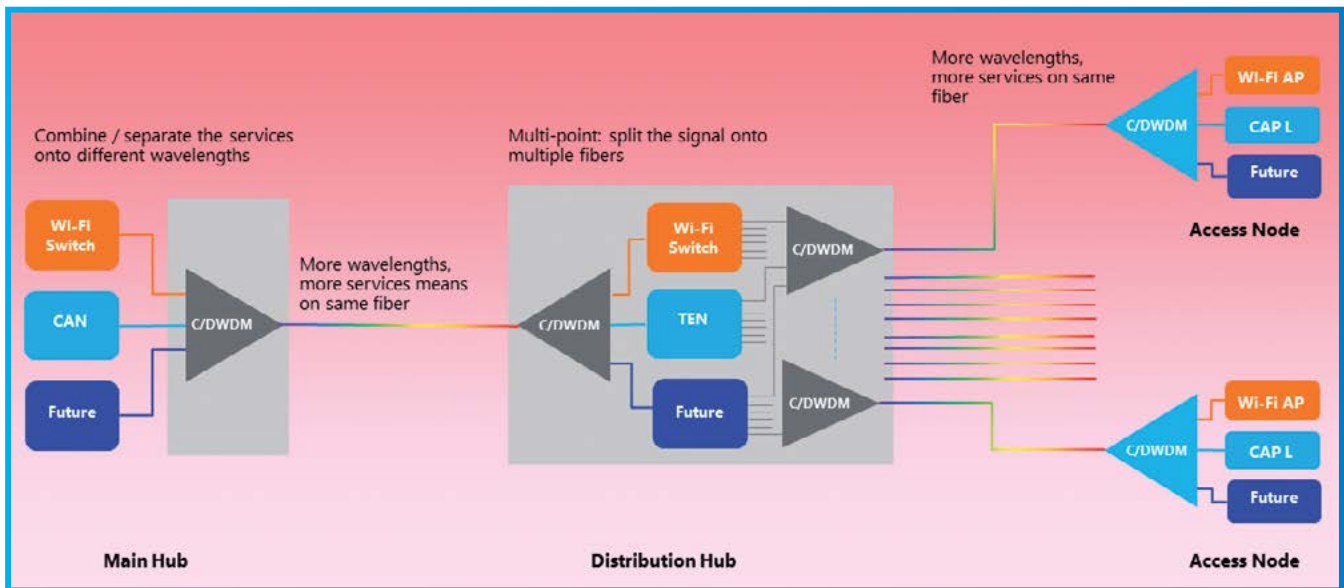 Combine / separate the services
onto different wavelengths
WI-FI
Switch
CAN
Future
C/DWDM
More wavelengths,
more services means
on same fiber
Main Hub
Multi-point: split the signal onto
multiple fibers
C/DWDM
Wi-Fi
Switch
TEN
Future
C/DWDM
C/DWDM
Distribution Hub
More wavelengths,
more services on same
fiber
C/DWDM
WI-FI AP
CAP L
Future
Access Node
C/DWDM
Wi-Fi AP
CAP L
Future
Access Node